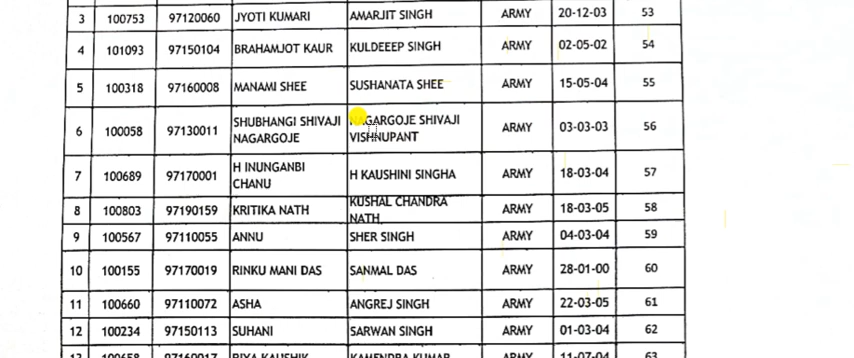 3 100753 97120060 JYOTI KUMARI AMARJIT SINGH ARMY 20-12-03 53
4 101093 97150104 BRAHAMJOT KAUR KULDEEEP SINGH ARMY 02-05-02 54
5 100318 97160008 MANAMI SHEE SUSHANATA SHEE ARMY 15-05-04 55
6 100058 97130011 SHUBHANGI SHIVAJI NAGARGOJE NAGARGOJE SHIVAJI VISHNUPANT ARMY 03-03-03 56
7 100689 97170001 H INUNGANBI CHANU H KAUSHINI SINGHA ARMY 18-03-04 57
8 100803 97190159 KRITIKA NATH KUSHAL CHANDRA NATH ARMY 18-03-05 58
9 100567 97110055 ANNU SHER SINGH ARMY 04-03-04 59
10 100155 97170019 RINKU MANI DAS SANMAL DAS ARMY 28-01-00 60
11 100660 97110072 ASHA ANGREJ SINGH ARMY 22-03-05 61
12 100234 97150113 SUHANI SARWAN SINGH ARMY 01-03-04 62
13 100658 97160017 RIYA KAUSHIK KAMENDRA KUMAR ARMY 11-07-04 63